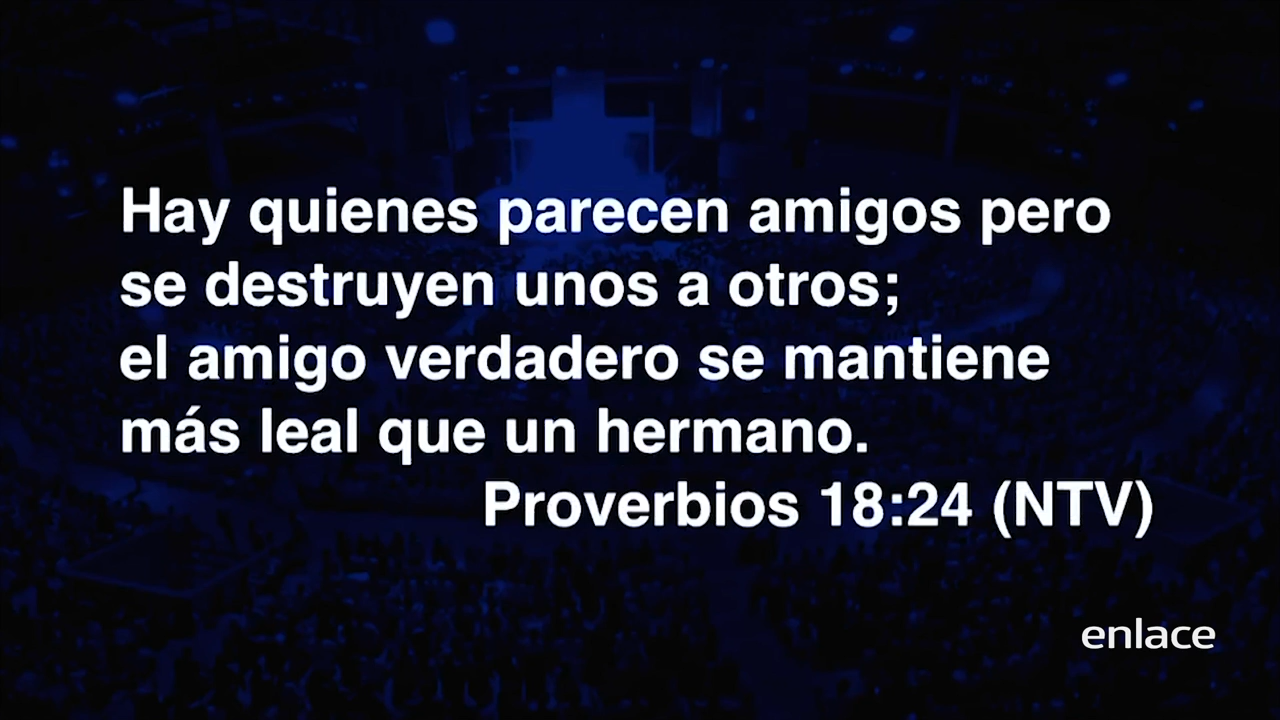 Hay quienes parecen amigos pero
se destruyen unos a otros;
el amigo verdadero se mantiene
más leal que un hermano.
Proverbios 18:24 (NTV)
enlace